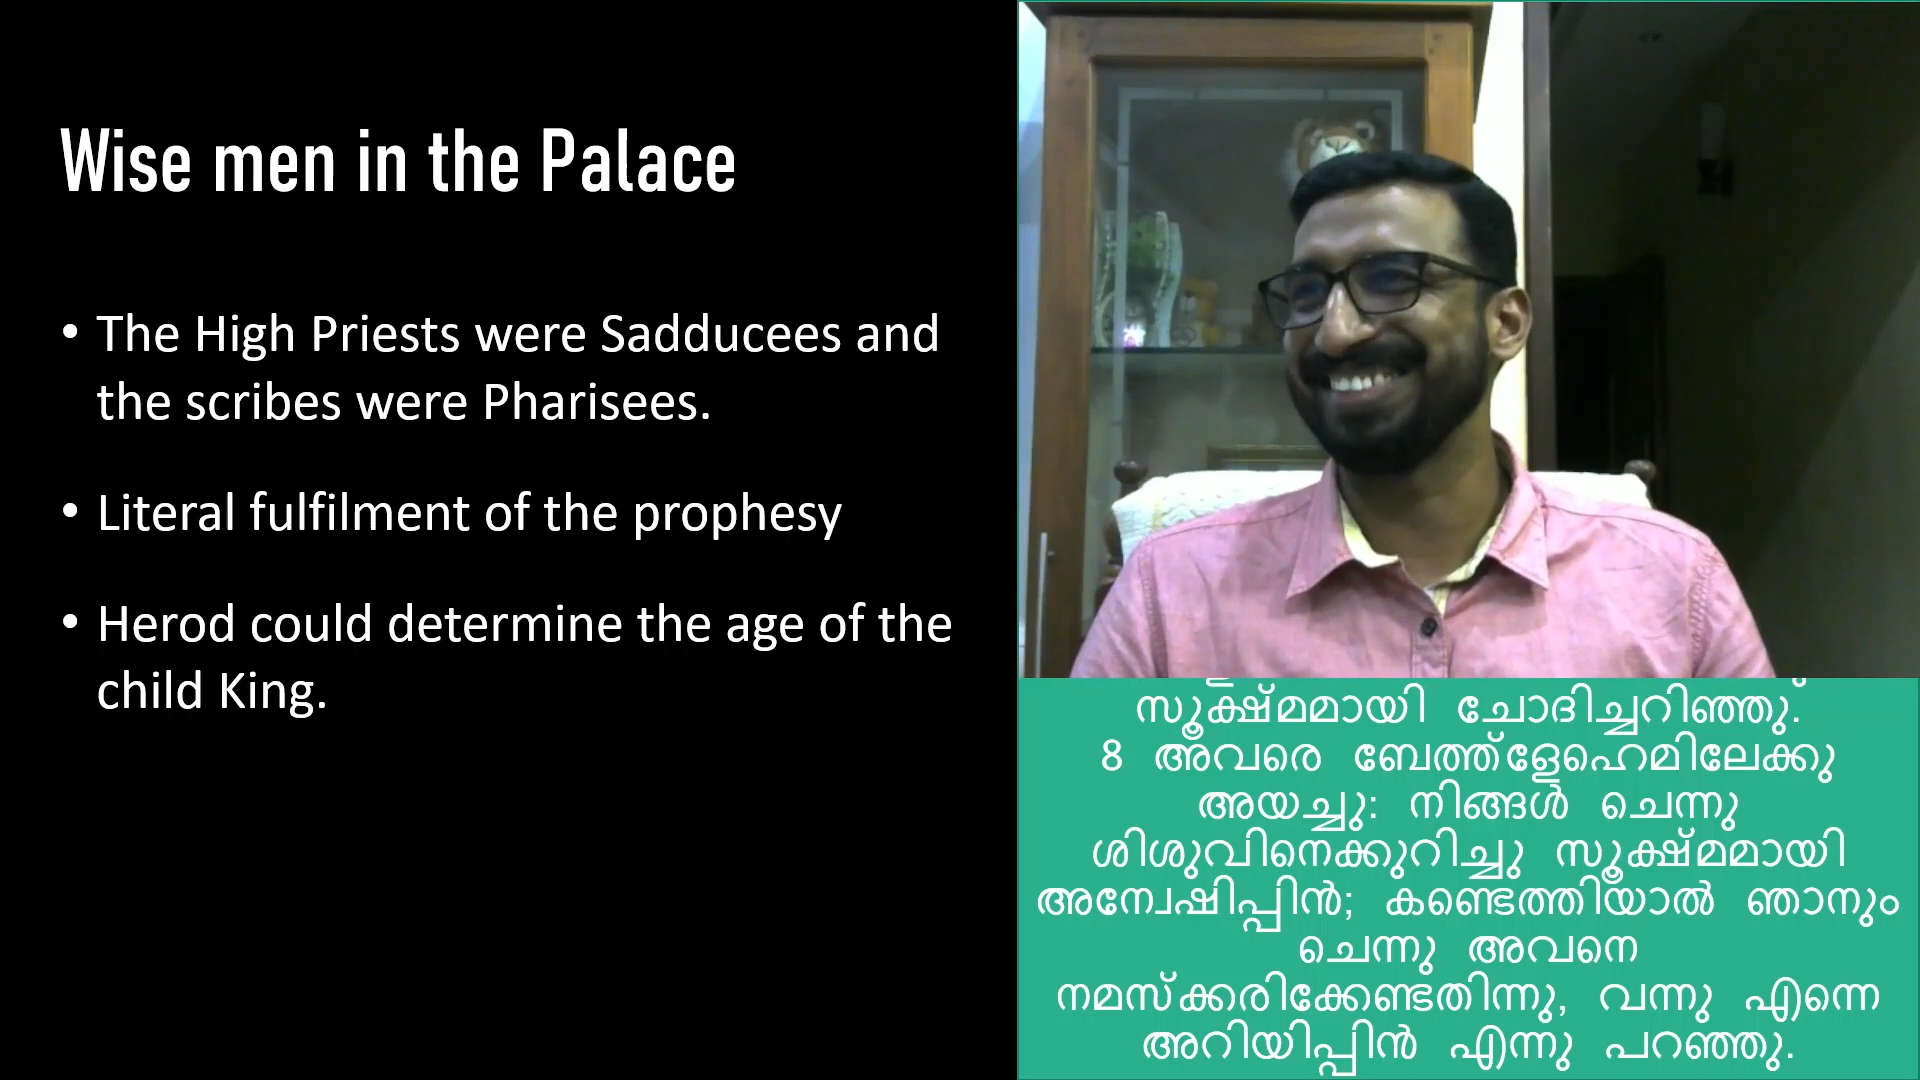 Wise men in the Palace
• The High Priests were Sadducees and
the scribes were Pharisees.
• Literal fulfilment of the prophesy
• Herod could determine the age of the
child King.
സൂക്ഷ്മമായി ചോദിച്ചറിഞ്ഞു.
8 അവരെ ബേത്ത്ളേഹെമിലേക്കു
അയച്ചു: നിങ്ങൾ ചെന്നു
ശിശുവിനെക്കുറിച്ചു സൂക്ഷ്മമായി
അന്വേഷിപ്പിൻ; കണ്ടെത്തിയാൽ ഞാനും
ചെന്നു അവനെ
നമസ്ക്കരിക്കേണ്ടതിന്നു, വന്നു എന്നെ
അറിയിപ്പിൻ എന്നു പറഞ്ഞു.